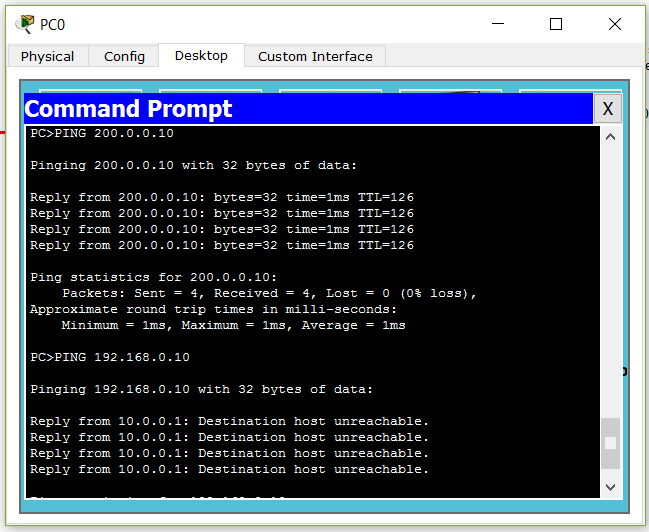 PC0
Physical Config Desktop Custom Interface
Command Prompt X
PC>PING 200.0.0.10
Pinging 200.0.0.10 with 32 bytes of data:
Reply from 200.0.0.10: bytes=32 time=1ms TTL=126
Reply from 200.0.0.10: bytes=32 time=1ms TTL=126
Reply from 200.0.0.10: bytes=32 time=1ms TTL=126
Reply from 200.0.0.10: bytes=32 time=1ms TTL=126
Ping statistics for 200.0.0.10:
Packets: Sent = 4, Received = 4, Lost = 0 (0% loss),
Approximate round trip times in milli-seconds:
Minimum = 1ms, Maximum = 1ms, Average = 1ms
PC>PING 192.168.0.10
Pinging 192.168.0.10 with 32 bytes of data:
Reply from 10.0.0.1: Destination host unreachable.
Reply from 10.0.0.1: Destination host unreachable.
Reply from 10.0.0.1: Destination host unreachable.
Reply from 10.0.0.1: Destination host unreachable.